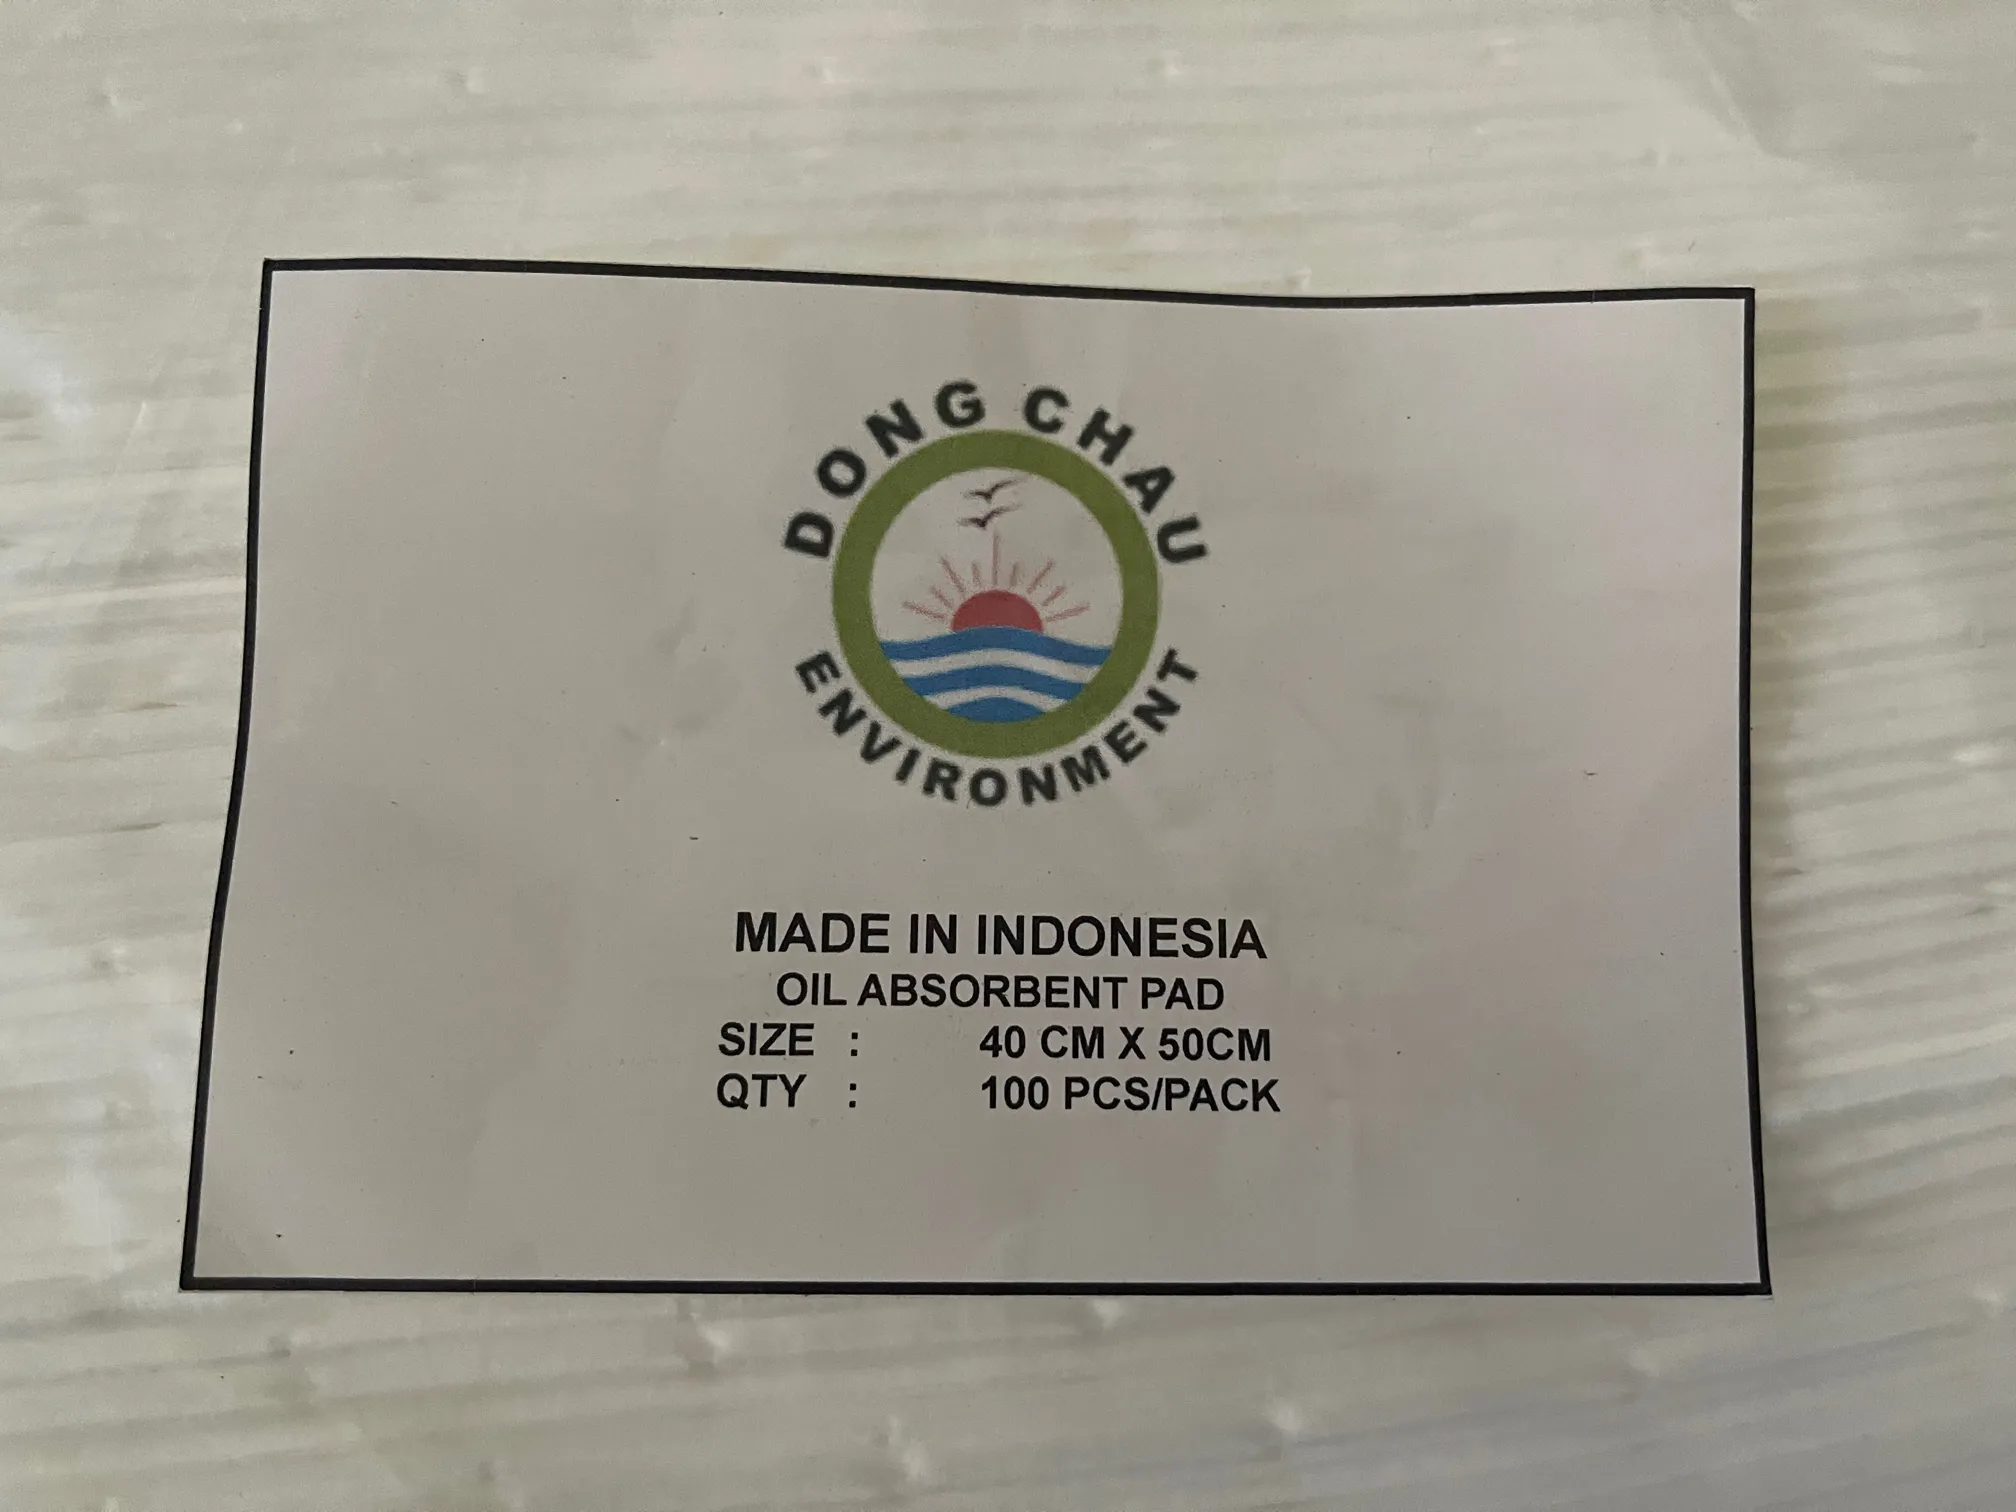 DONG CHAU
ENVIRONMENT
MADE IN INDONESIA
OIL ABSORBENT PAD
SIZE : 40 CM X 50CM
QTY : 100 PCS/PACK